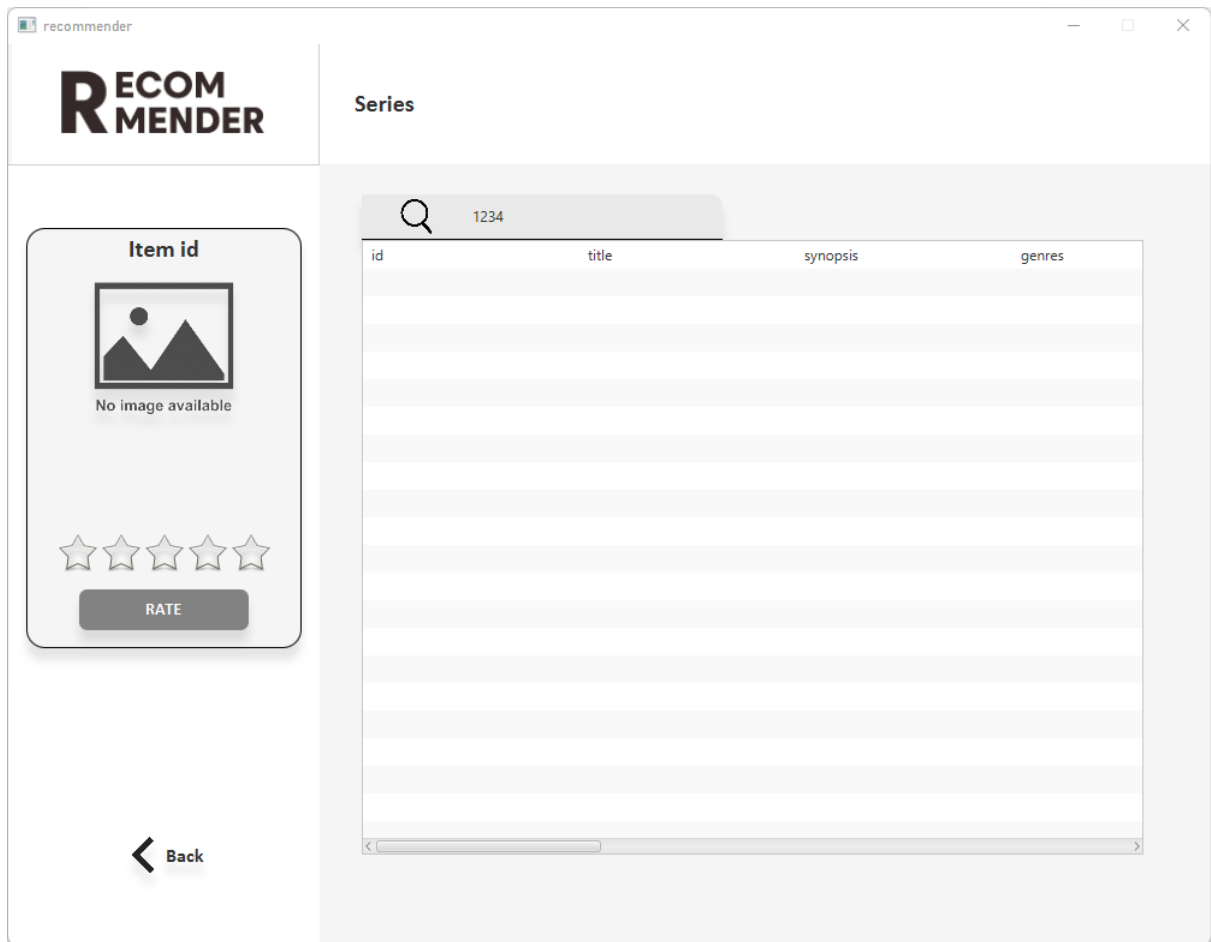 recommender
RECOM
MENDER
Series
Item id
No image available
RATE
Back
1234
id title synopsis genres